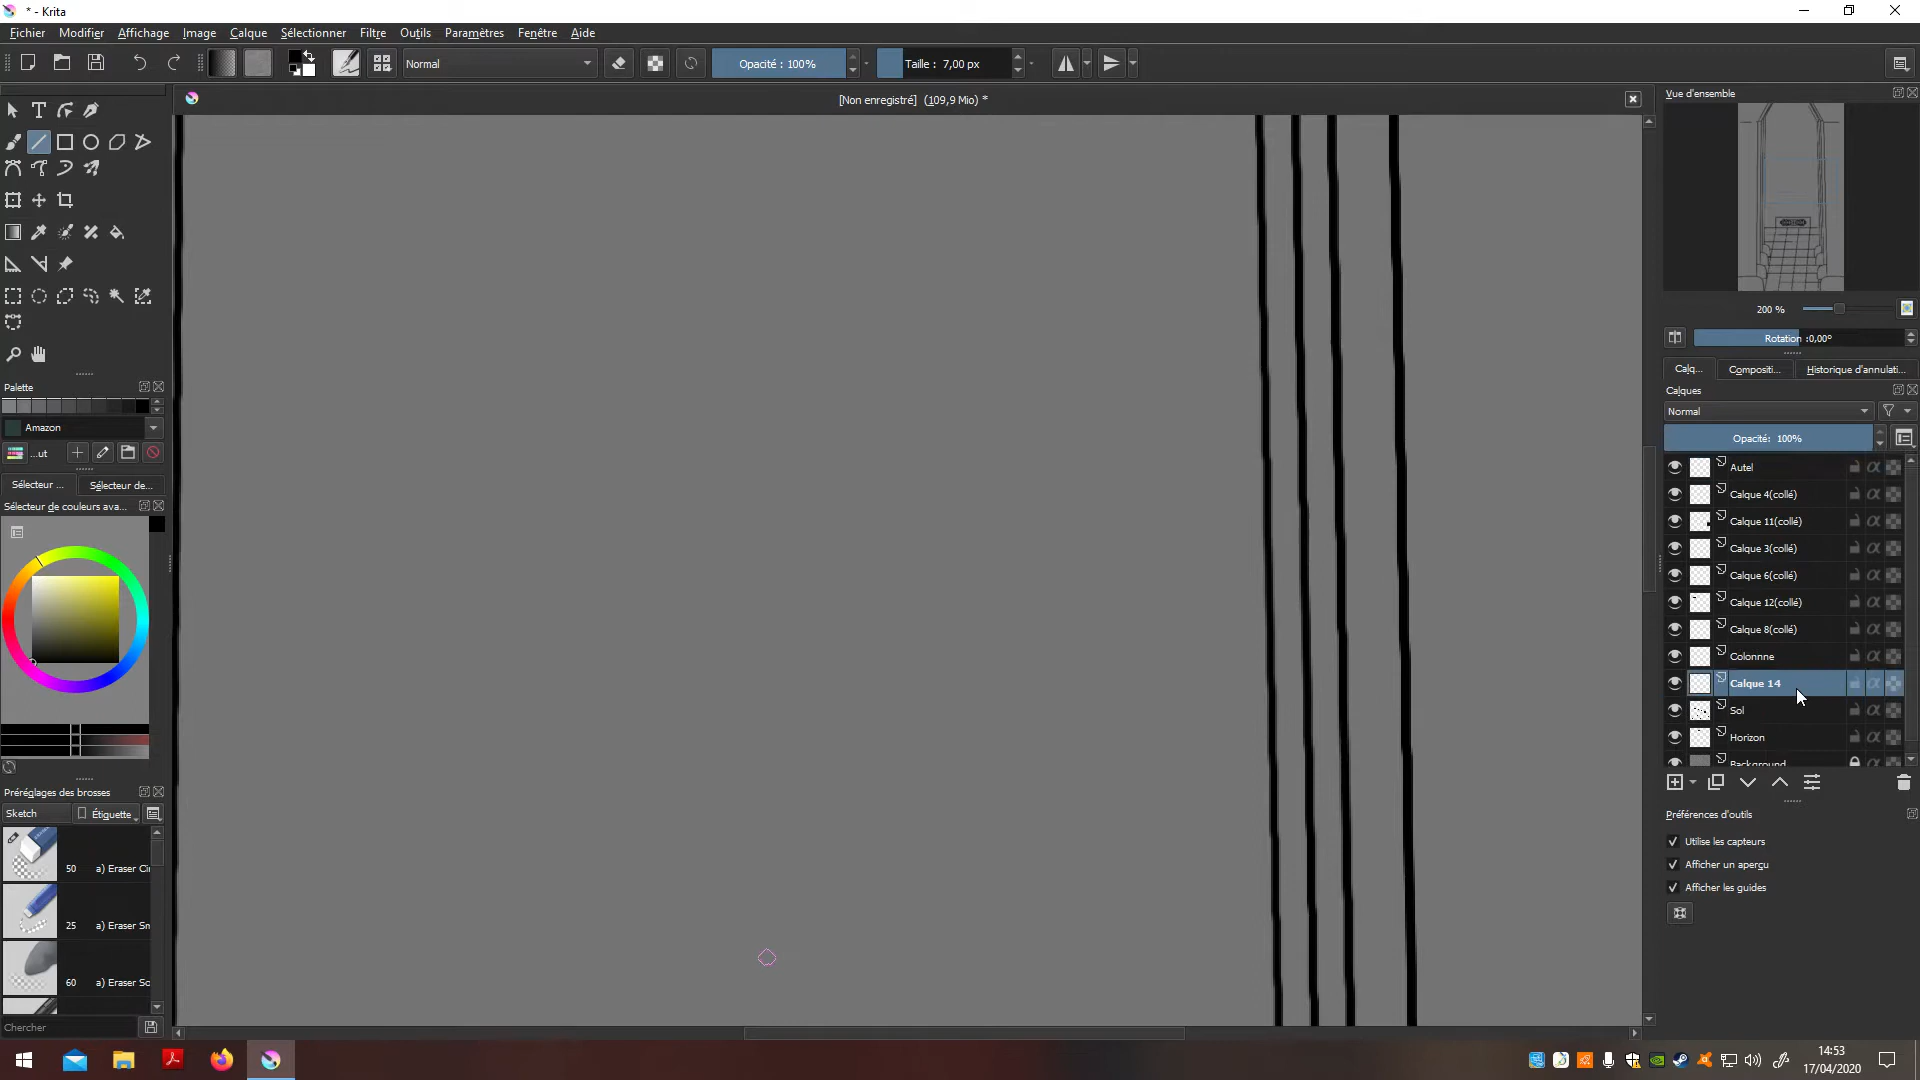 * - Krita
Fichier Modifier Affichage Image Calque Sélectionner Filtre Outils Paramètres Fenêtre Aide
Normal Opacité : 100% Taille : 7,00 px
[Non enregistré] (109,9 Mio) *
Vue d'ensemble
200 %
Rotation :0,00°
Calq... Compositi... Historique d'annulati...
Calques
Normal
Opacité: 100%
Autel
Calque 4(collé)
Calque 11(collé)
Calque 3(collé)
Calque 6(collé)
Calque 12(collé)
Calque 8(collé)
Colonnne
Calque 14
Sol
Horizon
Background
Préférences d'outils
Utilise les capteurs
Afficher un aperçu
Afficher les guides
Palette
Amazon
...ut
Sélecteur ... Sélecteur de...
Sélecteur de couleurs ava...
Préréglages des brosses
Sketch Étiquette
50 a) Eraser Cir
25 a) Eraser Sm
60 a) Eraser So
Chercher
14:53
17/04/2020